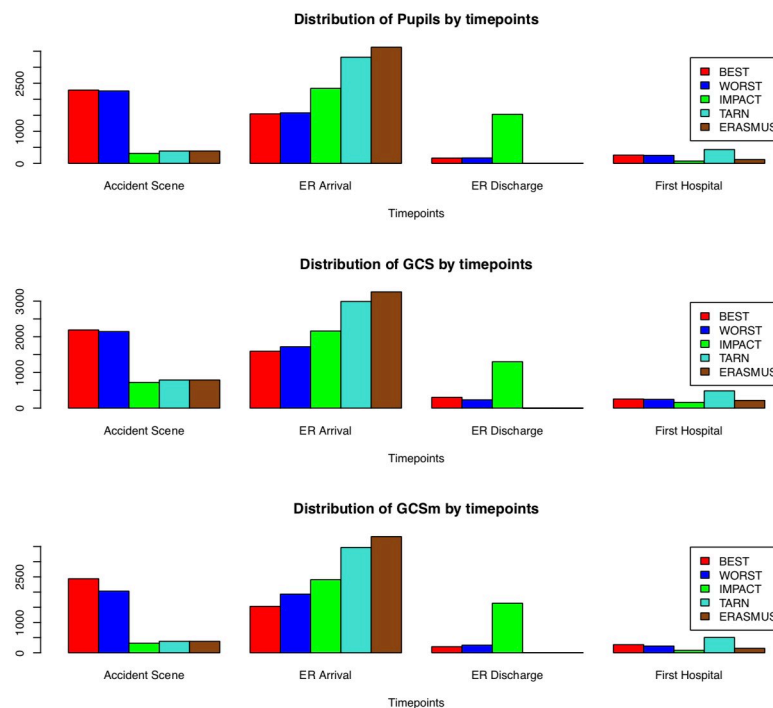 Distribution of Pupils by timepoints
2500
1000
0
BEST
WORST
IMPACT
TARN
ERASMUS
Accident Scene ER Arrival ER Discharge First Hospital
Timepoints
Distribution of GCS by timepoints
3000
2000
1000
0
BEST
WORST
IMPACT
TARN
ERASMUS
Accident Scene ER Arrival ER Discharge First Hospital
Timepoints
Distribution of GCSm by timepoints
2500
1000
0
BEST
WORST
IMPACT
TARN
ERASMUS
Accident Scene ER Arrival ER Discharge First Hospital
Timepoints